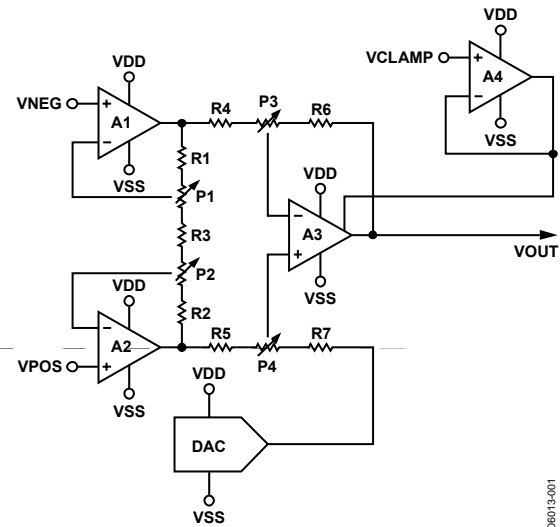 VDD
VCLAMP
+
A4
−
VSS
VDD
VNEG
+
A1
−
VSS
R4
P3
R6
R1
P1
R3
P2
R2
VDD
−
A3
+
VSS
VOUT
VDD
−
A2
+
VPOS
VSS
R5
P4
R7
VDD
DAC
VSS
06013-001